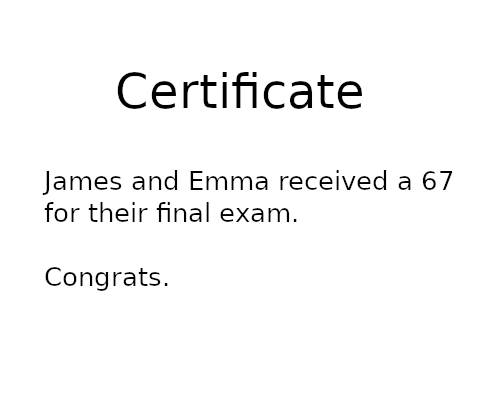 Certificate
James and Emma received a 67
for their final exam.
Congrats.